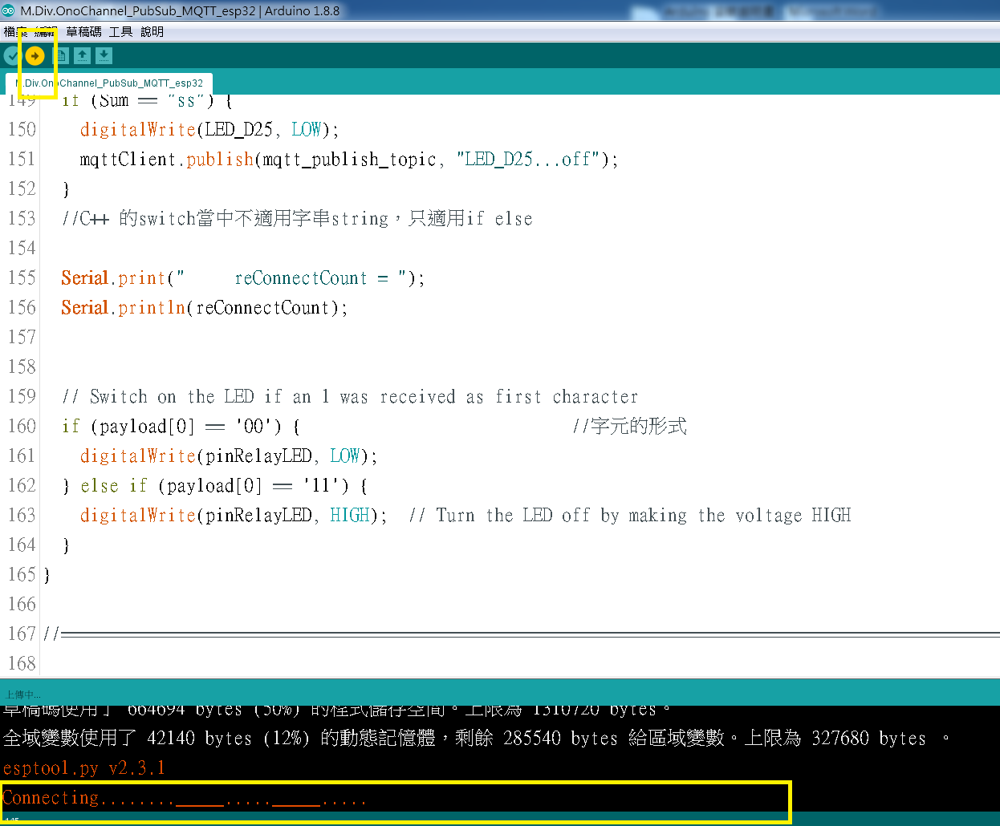 M.Div.OnoChannel_PubSub_MQTT_esp32 | Arduino 1.8.8
檔案 編輯 草稿碼 工具 說明
M.Div.OnoChannel_PubSub_MQTT_esp32
149 if (Sum == "ss") {
150 digitalWrite(LED_D25, LOW);
151 mqttClient.publish(mqtt_publish_topic, "LED_D25...off");
152 }
153 //C++ 的switch當中不適用字串string，只適用if else
154
155 Serial.print("     reConnectCount = ");
156 Serial.println(reConnectCount);
157
158
159 // Switch on the LED if an 1 was received as first character
160 if (payload[0] == '00') { //字元的形式
161 digitalWrite(pinRelayLED, LOW);
162 } else if (payload[0] == '11') {
163 digitalWrite(pinRelayLED, HIGH); // Turn the LED off by making the voltage HIGH
164 }
165 }
166
167 //==================================================
168
上傳中...
草稿碼使用了 664694 bytes (50%) 的程式儲存空間。上限為 1310720 bytes。
全域變數使用了 42140 bytes (12%) 的動態記憶體，剩餘 285540 bytes 給區域變數。上限為 327680 bytes 。
esptool.py v2.3.1
Connecting........_____....._____.....